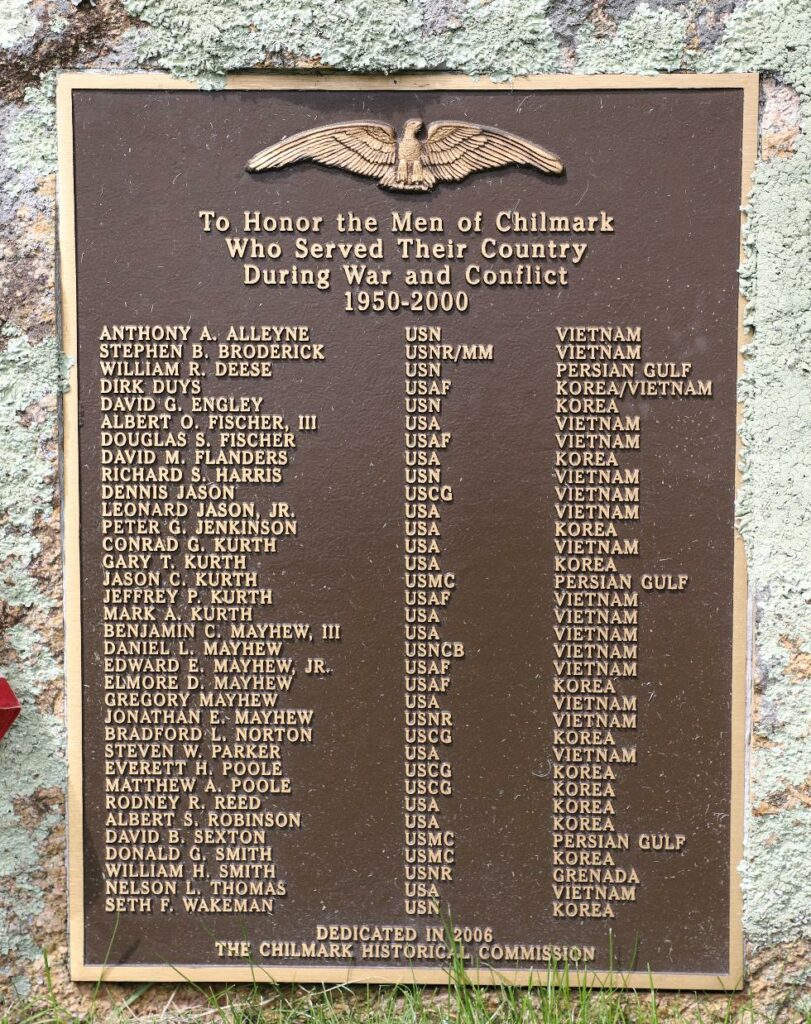 To Honor the Men of Chilmark
Who Served Their Country
During War and Conflict
1950-2000
ANTHONY A. ALLEYNE USN VIETNAM
STEPHEN B. BRODERICK USNR/MM VIETNAM
WILLIAM R. DEESE USN PERSIAN GULF
DIRK DUYS USAF KOREA/VIETNAM
DAVID G. ENGLEY USN KOREA
ALBERT O. FISCHER, III USA VIETNAM
DOUGLAS S. FISCHER USAF VIETNAM
DAVID M. FLANDERS USA KOREA
RICHARD S. HARRIS USN VIETNAM
DENNIS JASON USCG VIETNAM
LEONARD JASON, JR. USA VIETNAM
PETER G. JENKINSON USA KOREA
CONRAD G. KURTH USA VIETNAM
GARY T. KURTH USA KOREA
JASON C. KURTH USMC PERSIAN GULF
JEFFREY P. KURTH USAF VIETNAM
MARK A. KURTH USA VIETNAM
BENJAMIN C. MAYHEW, III USA VIETNAM
DANIEL L. MAYHEW USNCB VIETNAM
EDWARD E. MAYHEW, JR. USAF VIETNAM
ELMORE D. MAYHEW USAF KOREA
GREGORY MAYHEW USA VIETNAM
JONATHAN E. MAYHEW USNR VIETNAM
BRADFORD L. NORTON USCG KOREA
STEVEN W. PARKER USA VIETNAM
EVERETT H. POOLE USCG KOREA
MATTHEW A. POOLE USCG KOREA
RODNEY R. REED USA KOREA
ALBERT S. ROBINSON USA KOREA
DAVID B. SEXTON USMC PERSIAN GULF
DONALD G. SMITH USMC KOREA
WILLIAM H. SMITH USNR GRENADA
NELSON L. THOMAS USA VIETNAM
SETH F. WAKEMAN USN KOREA
DEDICATED IN 2006
THE CHILMARK HISTORICAL COMMISSION